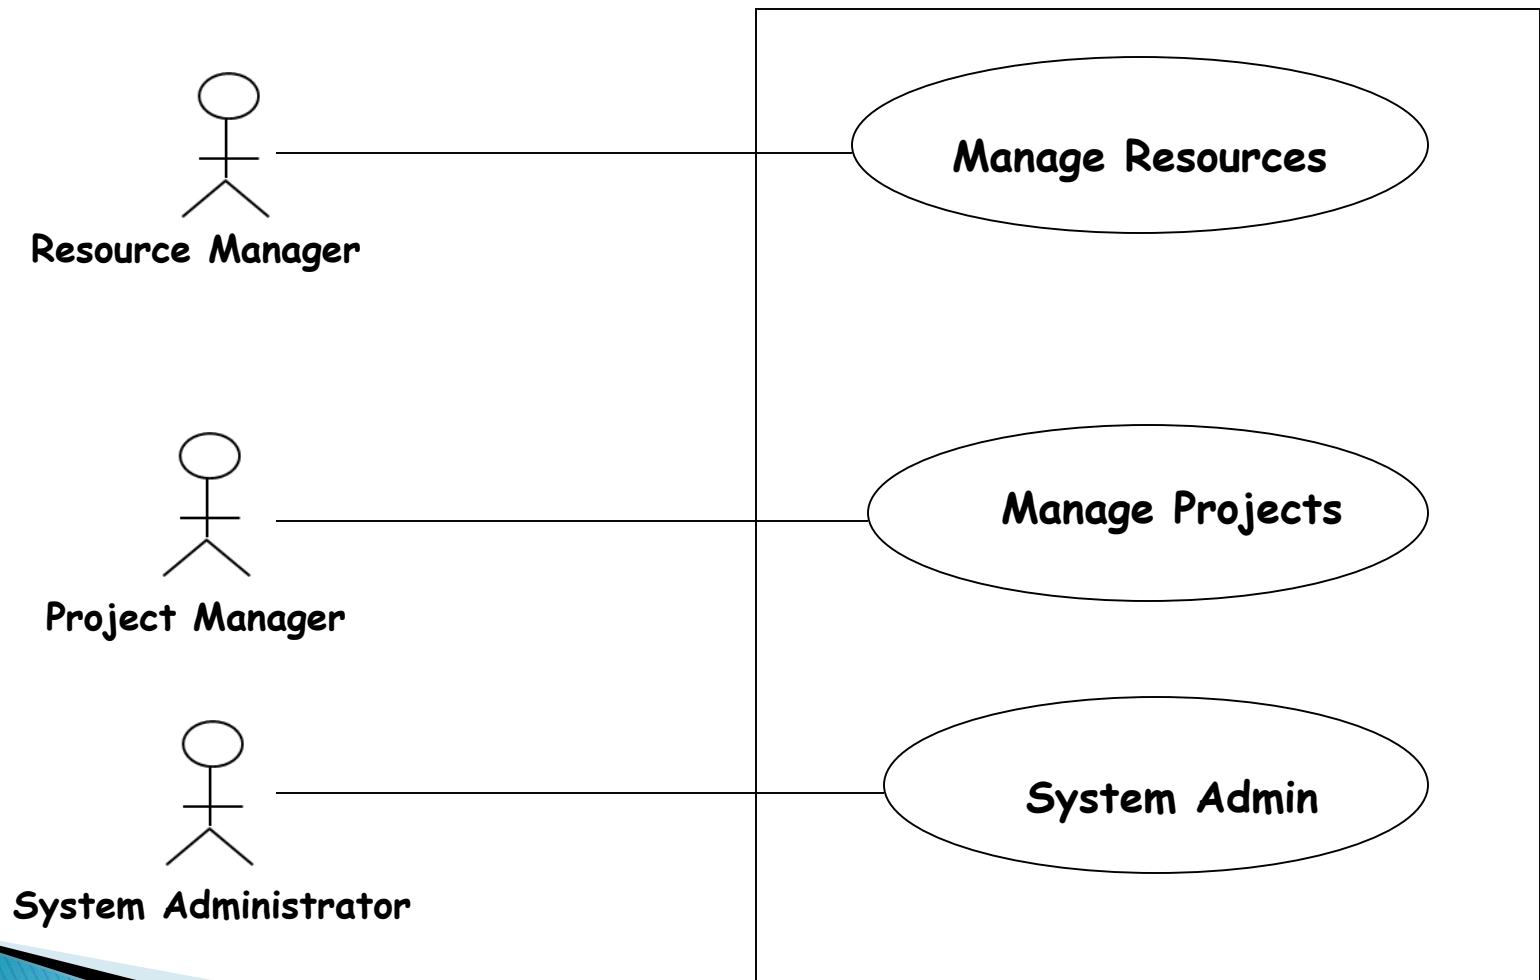 Manage Resources
Resource Manager
Manage Projects
Project Manager
System Admin
System Administrator